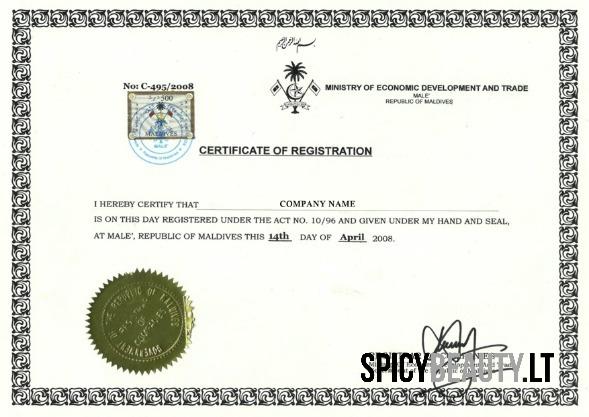 No: C-495/2008
500
MALDIVES
MALE'
MINISTRY OF ECONOMIC DEVELOPMENT AND TRADE
MALE'
REPUBLIC OF MALDIVES
CERTIFICATE OF REGISTRATION
I HEREBY CERTIFY THAT COMPANY NAME
IS ON THIS DAY REGISTERED UNDER THE ACT NO. 10/96 AND GIVEN UNDER MY HAND AND SEAL,
AT MALE', REPUBLIC OF MALDIVES THIS 14th DAY OF April 2008.
REPUBLIC OF MALDIVES
OF
SPICYBEAUTY.LT